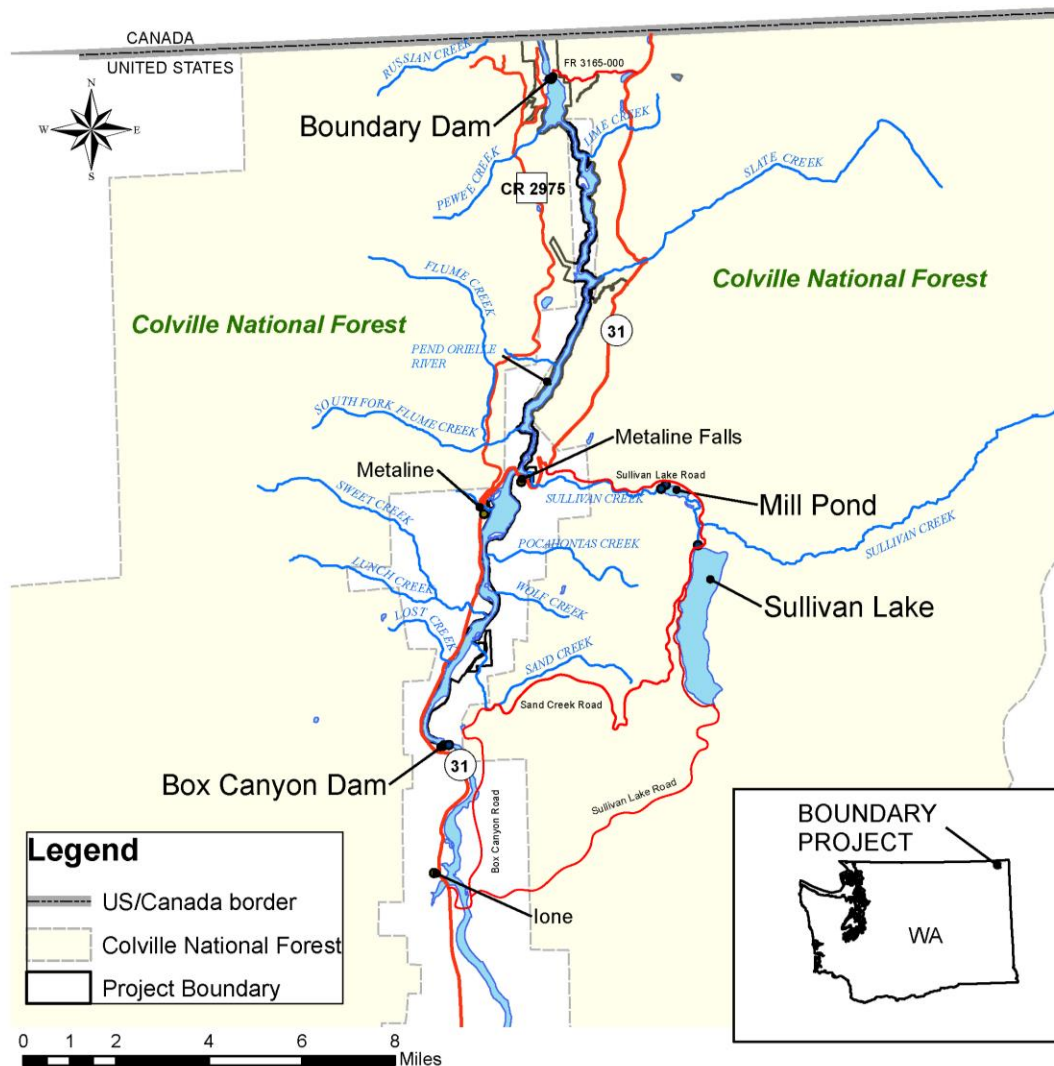 CANADA
UNITED STATES
RUSSIAN CREEK
FR 3165-000
N
W
E
S
Boundary Dam
LIME CREEK
SLATE CREEK
PEWEE CREEK
CR 2975
FLUME CREEK
Colville National Forest
Colville National Forest
31
PEND ORIELLE
RIVER
SOUTH FORK FLUME CREEK
Metaline Falls
Metaline
Sullivan Lake Road
SWEET CREEK
SULLIVAN CREEK
Mill Pond
SULLIVAN CREEK
POCAHONTAS CREEK
LUNCH CREEK
WOLF CREEK
Sullivan Lake
LOST CREEK
SAND CREEK
Sand Creek Road
Box Canyon Dam
31
Sullivan Lake Road
Box Canyon Road
Ione
Legend
US/Canada border
Colville National Forest
Project Boundary
BOUNDARY
PROJECT
WA
0 1 2 4 6 8
Miles